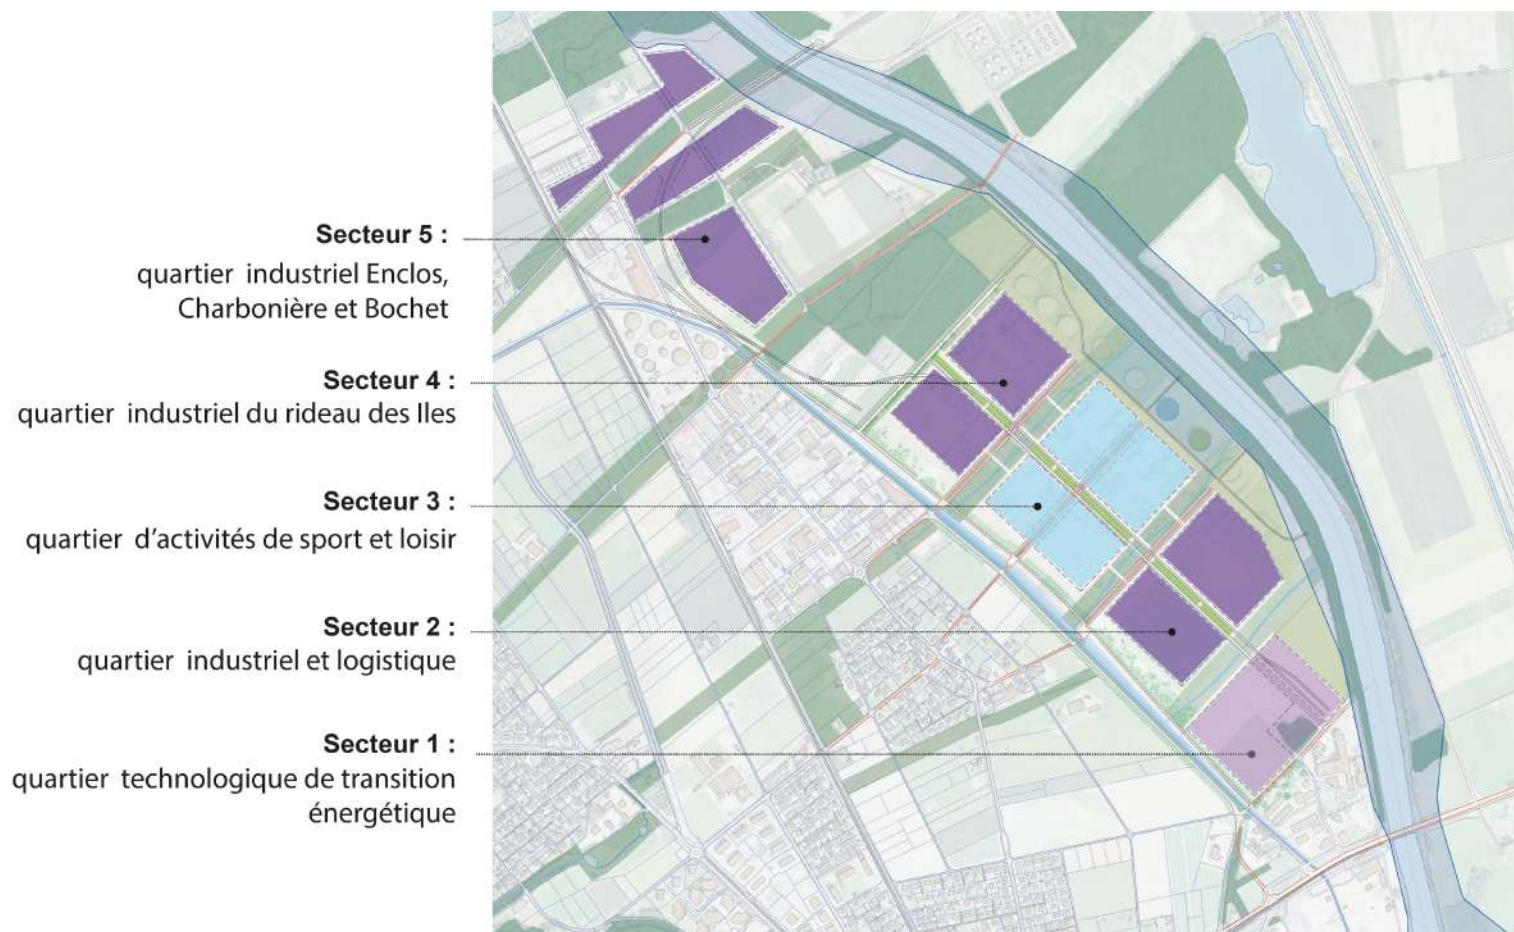 Secteur 5 :
quartier industriel Enclos,
Charbonière et Bochet
Secteur 4 :
quartier industriel du rideau des Iles
Secteur 3 :
quartier d'activités de sport et loisir
Secteur 2 :
quartier industriel et logistique
Secteur 1 :
quartier technologique de transition
énergétique